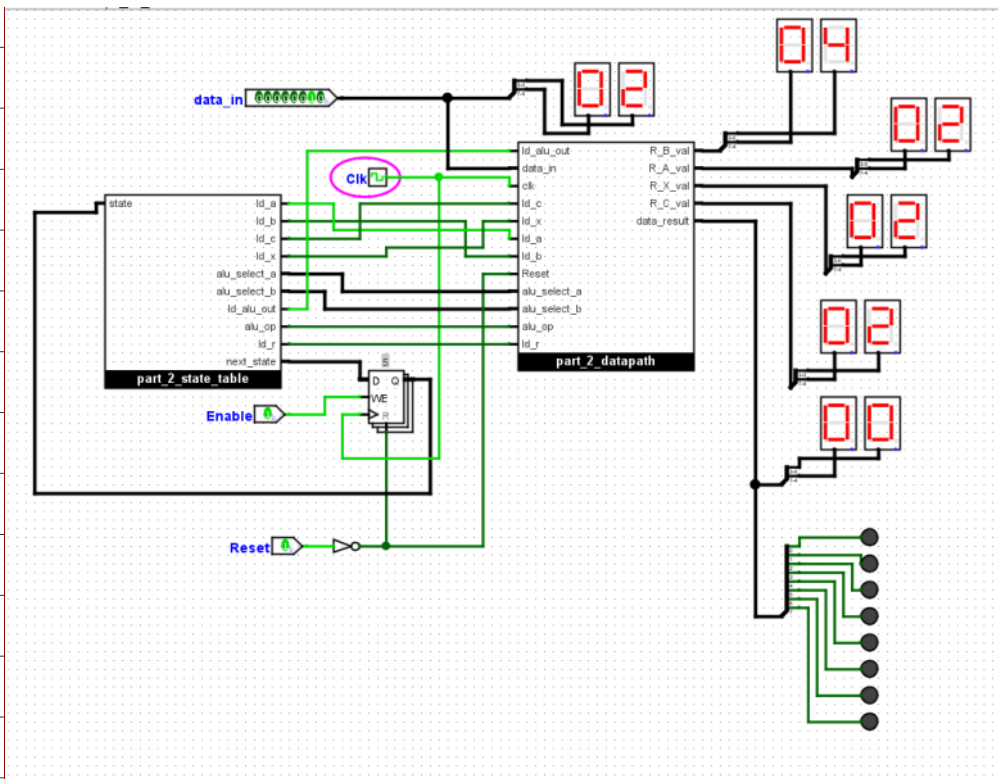 04
data_in
00000010
02
02
ld_alu_out
R_B_val
data_in
R_A_val
Clk
clk
R_X_val
state
ld_a
ld_c
R_C_val
ld_b
ld_x
data_result
02
ld_c
ld_a
ld_x
ld_b
alu_select_a
Reset
alu_select_b
alu_select_a
ld_alu_out
alu_select_b
alu_op
alu_op
02
ld_r
ld_r
next_state
part_2_datapath
part_2_state_table
D Q
WE
Enable
R
00
Reset
1